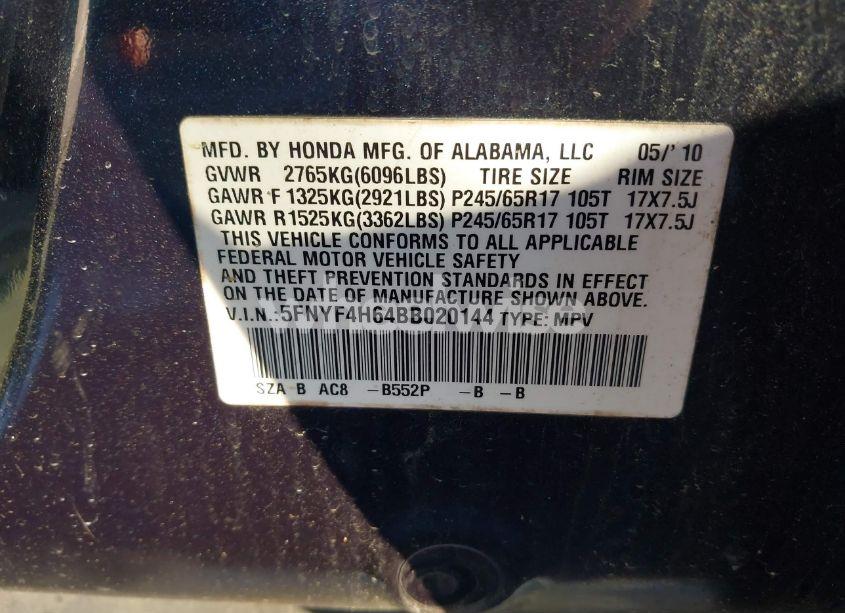 MFD. BY HONDA MFG. OF ALABAMA, LLC 05/' 10
GVWR 2765KG(6096LBS) TIRE SIZE RIM SIZE
GAWR F 1325KG(2921LBS) P245/65R17 105T 17X7.5J
GAWR R1525KG(3362LBS) P245/65R17 105T 17X7.5J
THIS VEHICLE CONFORMS TO ALL APPLICABLE
FEDERAL MOTOR VEHICLE SAFETY
AND THEFT PREVENTION STANDARDS IN EFFECT
ON THE DATE OF MANUFACTURE SHOWN ABOVE.
V.I.N.:5FNYF4H64BB020144 TYPE: MPV
SZA B AC8 -B552P -B -B